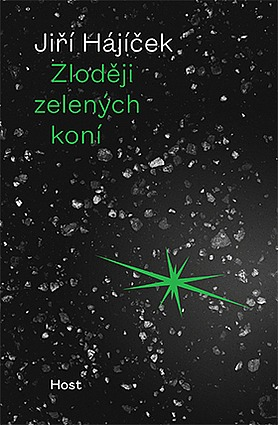 Jiří Hájíček
Zloději
zelených
koní
Host